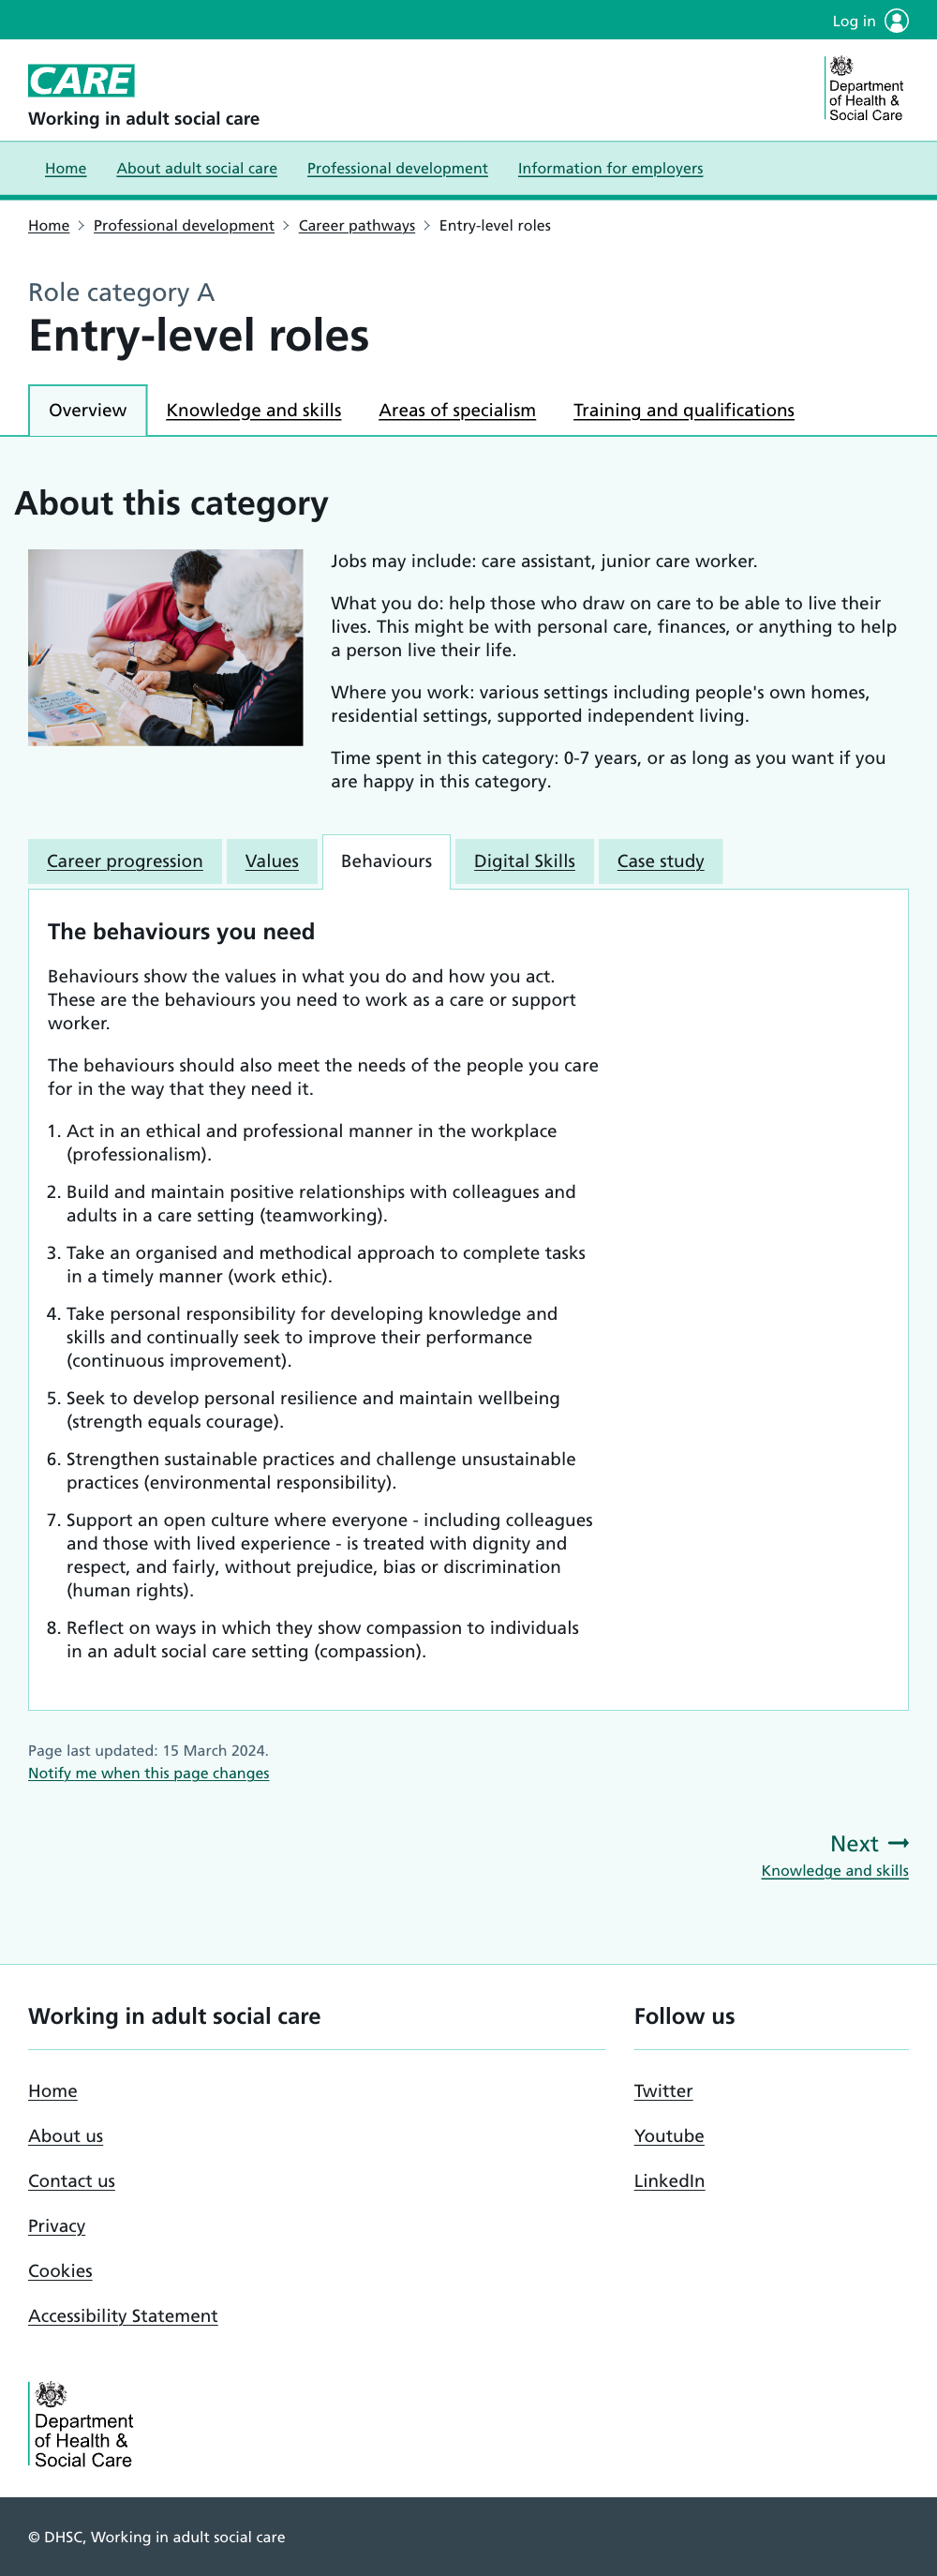 Log in
CARE
Working in adult social care
Department
of Health &
Social Care
Home About adult social care Professional development Information for employers
Home > Professional development > Career pathways > Entry-level roles
Role category A
Entry-level roles
Overview Knowledge and skills Areas of specialism Training and qualifications
About this category
Jobs may include: care assistant, junior care worker.
What you do: help those who draw on care to be able to live their
lives. This might be with personal care, finances, or anything to help
a person live their life.
Where you work: various settings including people's own homes,
residential settings, supported independent living.
Time spent in this category: 0-7 years, or as long as you want if you
are happy in this category.
Career progression Values Behaviours Digital Skills Case study
The behaviours you need
Behaviours show the values in what you do and how you act.
These are the behaviours you need to work as a care or support
worker.
The behaviours should also meet the needs of the people you care
for in the way that they need it.
1. Act in an ethical and professional manner in the workplace
(professionalism).
2. Build and maintain positive relationships with colleagues and
adults in a care setting (teamworking).
3. Take an organised and methodical approach to complete tasks
in a timely manner (work ethic).
4. Take personal responsibility for developing knowledge and
skills and continually seek to improve their performance
(continuous improvement).
5. Seek to develop personal resilience and maintain wellbeing
(strength equals courage).
6. Strengthen sustainable practices and challenge unsustainable
practices (environmental responsibility).
7. Support an open culture where everyone - including colleagues
and those with lived experience - is treated with dignity and
respect, and fairly, without prejudice, bias or discrimination
(human rights).
8. Reflect on ways in which they show compassion to individuals
in an adult social care setting (compassion).
Page last updated: 15 March 2024.
Notify me when this page changes
Next
Knowledge and skills
Working in adult social care
Home
About us
Contact us
Privacy
Cookies
Accessibility Statement
Follow us
Twitter
Youtube
LinkedIn
Department
of Health &
Social Care
© DHSC, Working in adult social care